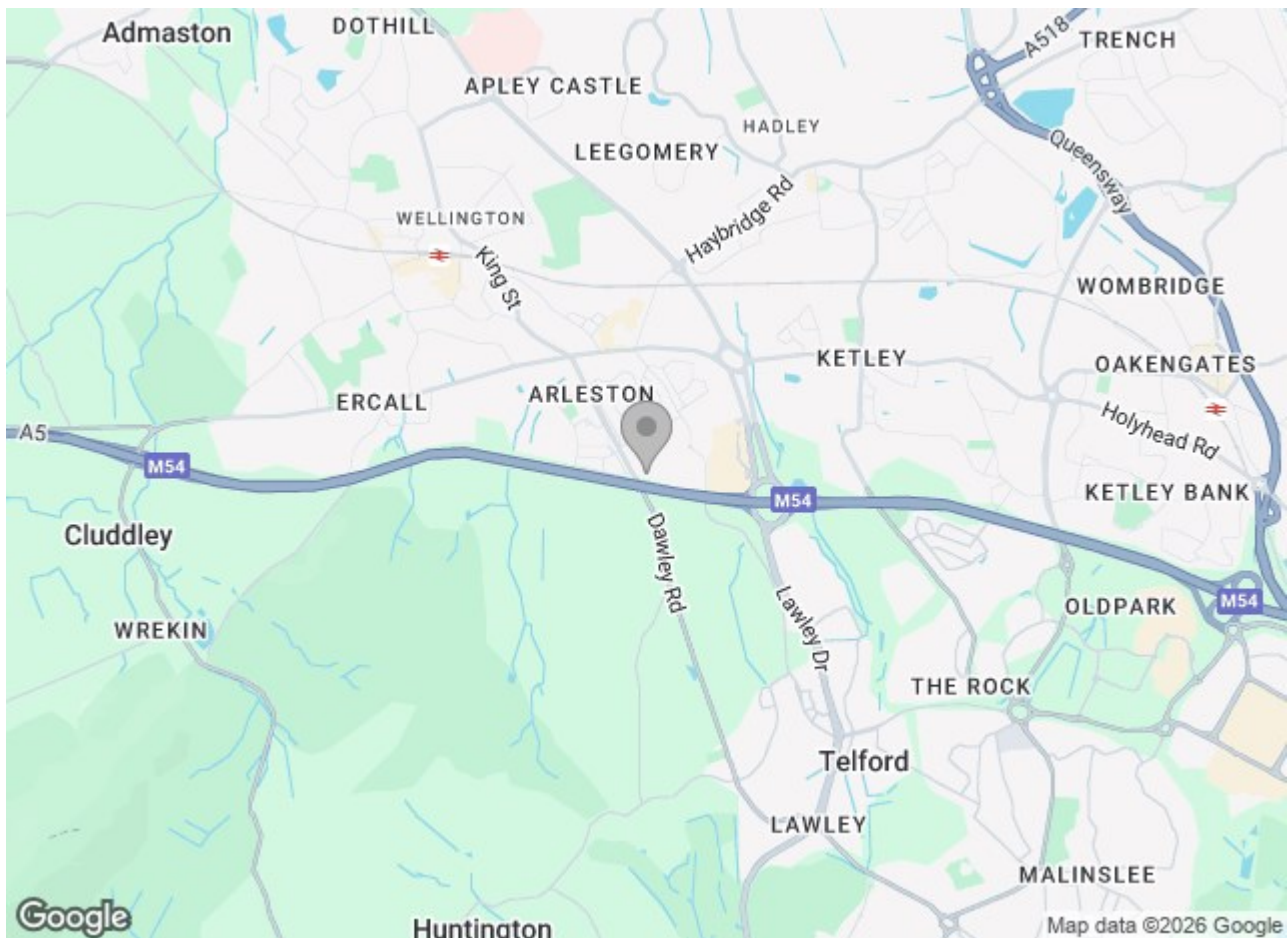 Admaston
DOTHILL
A518
TRENCH
APLEY CASTLE
HADLEY
LEEGOMERY
Queensway
Haybridge Rd
WELLINGTON
King St
WOMBRIDGE
KETLEY
OAKENGATES
ERCALL
ARLESTON
Holyhead Rd
A5
M54
M54
KETLEY BANK
Cluddley
Dawley Rd
M54
OLDPARK
WREKIN
Lawley Dr
THE ROCK
Telford
LAWLEY
MALINSLEE
Google
Huntington
Map data ©2026 Google